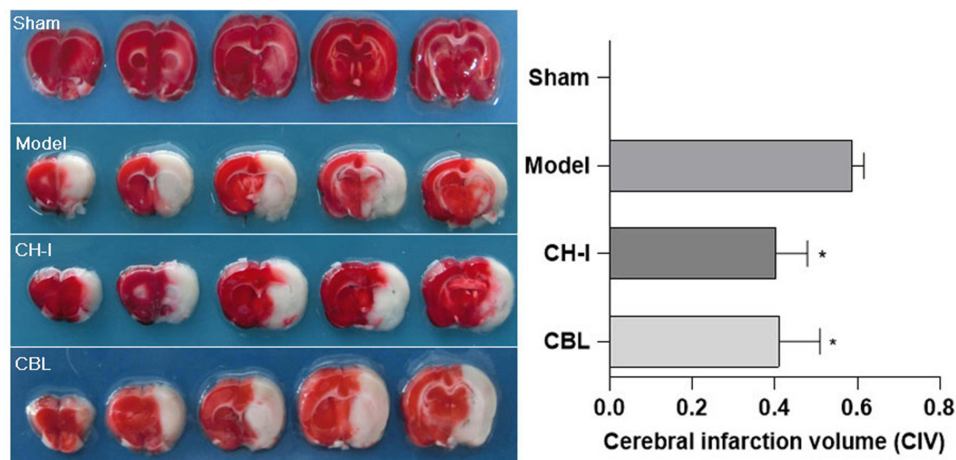 Sham
Model
CH-I
CBL
Sham
Model
CH-I
*
CBL
*
0.0 0.2 0.4 0.6 0.8
Cerebral infarction volume (CIV)